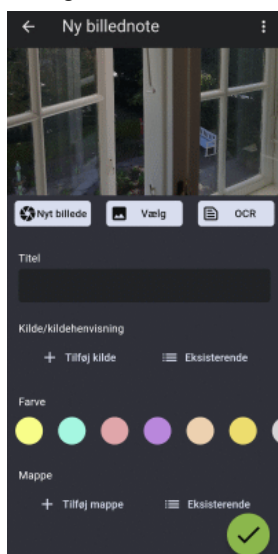 Ny billednote
Nyt billede Vælg OCR
Titel
Kilde/kildehenvisning
+ Tilføj kilde Eksisterende
Farve
Mappe
+ Tilføj mappe Eksisterende